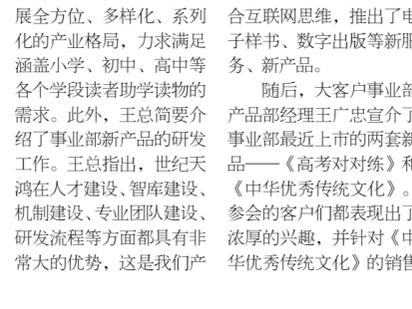 展全方位、多样化、系列
化的产业格局，力求满足
涵盖小学、初中、高中等
各个学段读者助学读物的
需求。此外，王总简要介
绍了事业部新产品的研发
工作。王总指出，世纪天
鸿在人才建设、智库建设、
机制建设、专业团队建设、
研发流程等方面都具有非
常大的优势，这是我们产
合互联网思维，推出了电
子样书、数字出版等新服
务、新产品。
随后，大客户事业部
产品部经理王广忠宣介了
事业部最近上市的两套新
品——《高考对对练》和
《中华优秀传统文化》。
参会的客户们都表现出了
浓厚的兴趣，并针对《中
华优秀传统文化》的销售